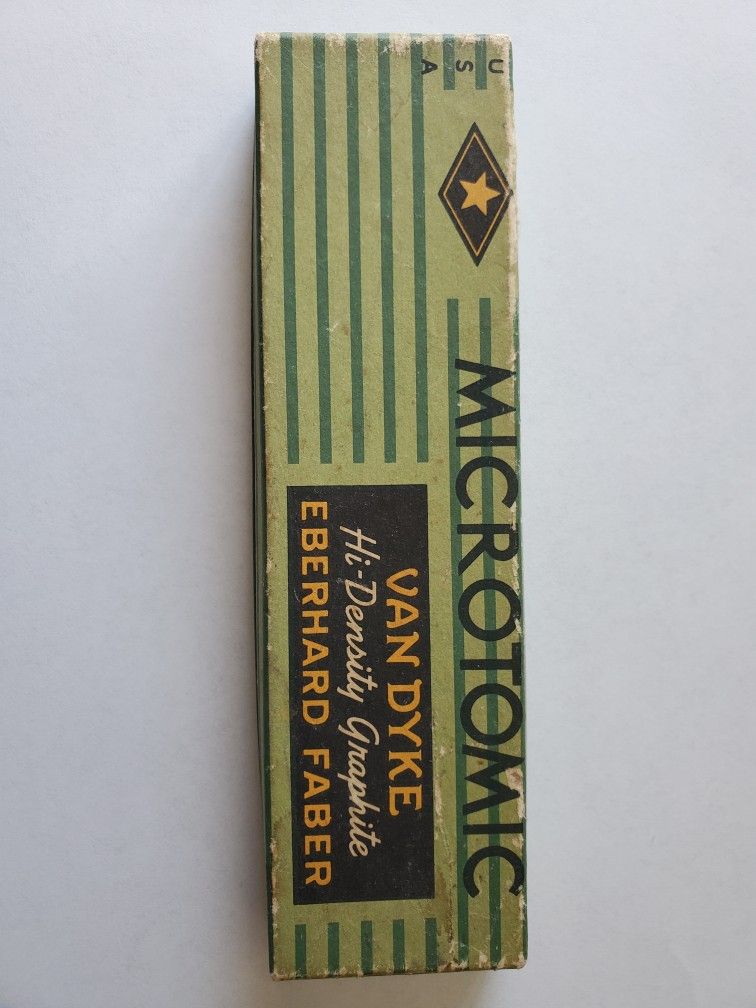 USA
MICROTOMIC
VAN DYKE
Hi-Density Graphite
EBERHARD FABER